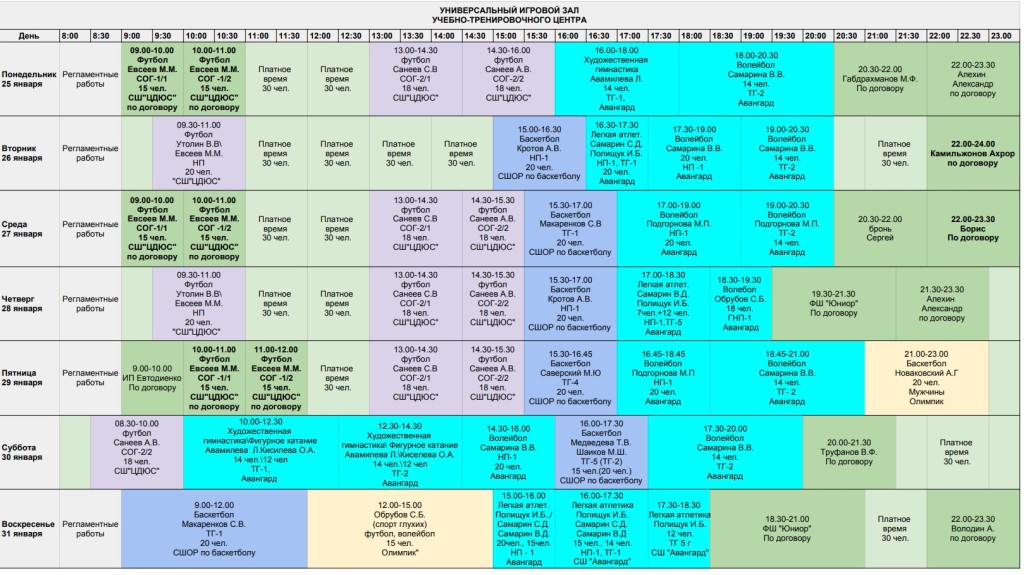 УНИВЕРСАЛЬНЫЙ ИГРОВОЙ ЗАЛ
УЧЕБНО-ТРЕНИРОВОЧНОГО ЦЕНТРА
День 8:00 8:30 9:00 9:30 10:00 10:30 11:00 11:30 12:00 12:30 13:00 13:30 14:00 14:30 15:00 15:30 16:00 16:30 17:00 17:30 18:00 18:30 19:00 19:30 20:00 20:30 21:00 21:30 22:00 22:30 23.00
Понедельник
25 января
Регламентные
работы
09.00-10.00
Футбол
Евсеев М.М.
СОГ-1/1
15 чел.
СШ"ЦДЮС"
по договору
10.00-11.00
Футбол
Евсеев М.М.
СОГ -1/2
15 чел.
СШ"ЦДЮС"
по договору
Платное
время
30 чел.
Платное
время
30 чел.
13.00-14.30
футбол
Санеев С.В
СОГ-2/1
18 чел.
СШ"ЦДЮС"
14.30-16.00
футбол
Санеев А.В.
СОГ-2/2
18 чел.
СШ"ЦДЮС"
16.00-18.00
Художественная
гимнастика
Авамилева Л.
14 чел.
ТГ-1,
Авангард
18.00-20.30
Волейбол
Самарина В.В.
14 чел.
ТГ-2
Авангард
20.30-22.00
Габдрахманов М.Ф.
По договору
22.00-23.30
Алехин
Александр
по договору
Вторник
26 января
Регламентные
работы
09.30-11.00
Футбол
Утолин В.В\
Евсеев М.М.
НП
20 чел.
"СШ"ЦДЮС"
Платное
время
30 чел.
Платное
время
30 чел.
Платное
время
30 чел.
Платное
время
30 чел.
15.00-16.30
Баскетбол
Кротов А.В.
НП-1
20 чел.
СШОР по баскетболу
16.30-17.30
Легкая атлет.
Самарин С.Д.
Полищук И.Б.
НП-1, ТГ-1
20 чел.
Авангард
17.30-19.00
Волейбол
Самарина В.В.
20 чел.
НП -1
Авангард
19.00-20.30
Волейбол
Самарина В.В.
14 чел.
ТГ-2
Авангард
Платное
время
30 чел.
22.00-24.00
Камильжонов Ахрор
по договору
Среда
27 января
Регламентные
работы
09.00-10.00
Футбол
Евсеев М.М.
СОГ-1/1
15 чел.
СШ"ЦДЮС"
по договору
10.00-11.00
Футбол
Евсеев М.М.
СОГ -1/2
15 чел.
СШ"ЦДЮС"
по договору
Платное
время
30 чел.
Платное
время
30 чел.
13.00-14.30
футбол
Санеев С.В
СОГ-2/1
18 чел.
СШ"ЦДЮС"
14.30-15.30
футбол
Санеев А.В.
СОГ-2/2
18 чел.
СШ"ЦДЮС"
15.30-17.00
Баскетбол
Макаренков С.В
ТГ-1
20 чел.
СШОР по баскетболу
17.00-19.00
Волейбол
Подгорнова М.П.
НП-1
20 чел.
Авангард
19.00-20.30
Волейбол
Подгорнова М.П.
ТГ-2
14 чел.
Авангард
20.30-22.00
бронь
Сергей
22.00-23.30
Борис
По договору
Четверг
28 января
Регламентные
работы
09.30-11.00
Футбол
Утолин В.В\
Евсеев М.М.
НП
20 чел.
"СШ"ЦДЮС"
Платное
время
30 чел.
Платное
время
30 чел.
13.00-14.30
футбол
Санеев С.В
СОГ-2/1
18 чел.
СШ"ЦДЮС"
14.30-15.30
футбол
Санеев А.В.
СОГ-2/2
18 чел.
СШ"ЦДЮС"
15.30-17.00
Баскетбол
Кротов А.В.
НП-1
20 чел.
СШОР по баскетболу
17.00-18.30
Легкая атлет.
Самарин В.Д.
Полищук И.Б.
7чел.+12 чел.
НП-1,ТГ-5
Авангард
18.30-19.30
Волебол
Обрубов С.Б.
18 чел.
ГНП-1
Авангард
19.30-21.30
ФШ "Юниор"
По договору
21.30-23.30
Алехин
Александр
по договору
Пятница
29 января
Регламентные
работы
9.00-10.00
ИП Евтодиенко
По договору
10.00-11.00
Футбол
Евсеев М.М.
СОГ -1/1
15 чел.
СШ"ЦДЮС"
по договору
11.00-12.00
Футбол
Евсеев М.М.
СОГ -1/2
15 чел.
СШ"ЦДЮС"
по договору
Платное
время
30 чел.
13.00-14.30
футбол
Санеев С.В
СОГ-2/1
18 чел.
СШ"ЦДЮС"
14.30-15.30
футбол
Санеев А.В.
СОГ-2/2
18 чел.
СШ"ЦДЮС"
15.30-16.45
Баскетбол
Саверский М.Ю
ТГ-4
20 чел.
СШОР по баскетболу
16.45-18.45
Волейбол
Подгорнова М.П
НП-1
20 чел.
Авангард
18.45-21.00
Волейбол
Самарина В.В.
14 чел.
ТГ- 2
Авангард
21.00-23.00
Баскетбол
Новаковский А.Г
20 чел.
Мужчины
Олимпик
Суббота
30 января
08.30-10.00
футбол
Санеев А.В.
СОГ-2/2
18 чел.
СШ"ЦДЮС"
10.00-12.30
Художественная
гимнастика\Фигурное катание
Авамилева Л.\Киселева О.А.
14 чел.\12 чел
ТГ-1,
Авангард
12.30-14.30
Художественная
гимнастика\ Фигурное катание
Авамилева Л.\Киселева О.А.
14 чел.\12 чел
ТГ-2
Авангард
14.30-16.00
Волейбол
Самарина В.В.
НП-1
20 чел.
Авангард
16.00-17.30
Баскетбол
Медведева Т.В.
Шаиков М.Ш.
ТГ-5 (ТГ-2)
15 чел.(20 чел.)
СШОР по баскетболу
17.30-20.00
Волейбол
Самарина В.В.
14 чел.
ТГ-2
Авангард
20.00-21.30
Труфанов В.Ф.
По договору
Платное
время
30 чел.
Воскресенье
31 января
Регламентные
работы
9.00-12.00
Баскетбол
Макаренков С.В.
ТГ-1
20 чел.
СШОР по баскетболу
12.00-15.00
Обрубов С.Б.
(спорт глухих)
футбол, волейбол
15 чел.
Олимпик"
15.00-16.00
Легкая атлет.
Полищук И.Б./
Самарин С.Д.
Самарин В.Д.
20чел., 15чел.
НП - 1
Авангард
16.00-17.30
Легкая атлетика
Полищук И.Б.
Самарин С.Д.
Самарин В.Д
15 чел., 14 чел.
НП-1, ТГ-1
СШ "Авангард"
17.30-18.30
Легкая атлетика
Полищук И.Б
12 чел.
ТГ 5 г
СШ "Авангард"
18.30-21.00
ФШ "Юниор"
По договору
Платное
время
30 чел.
22.00-23.30
Володин А.
по договору